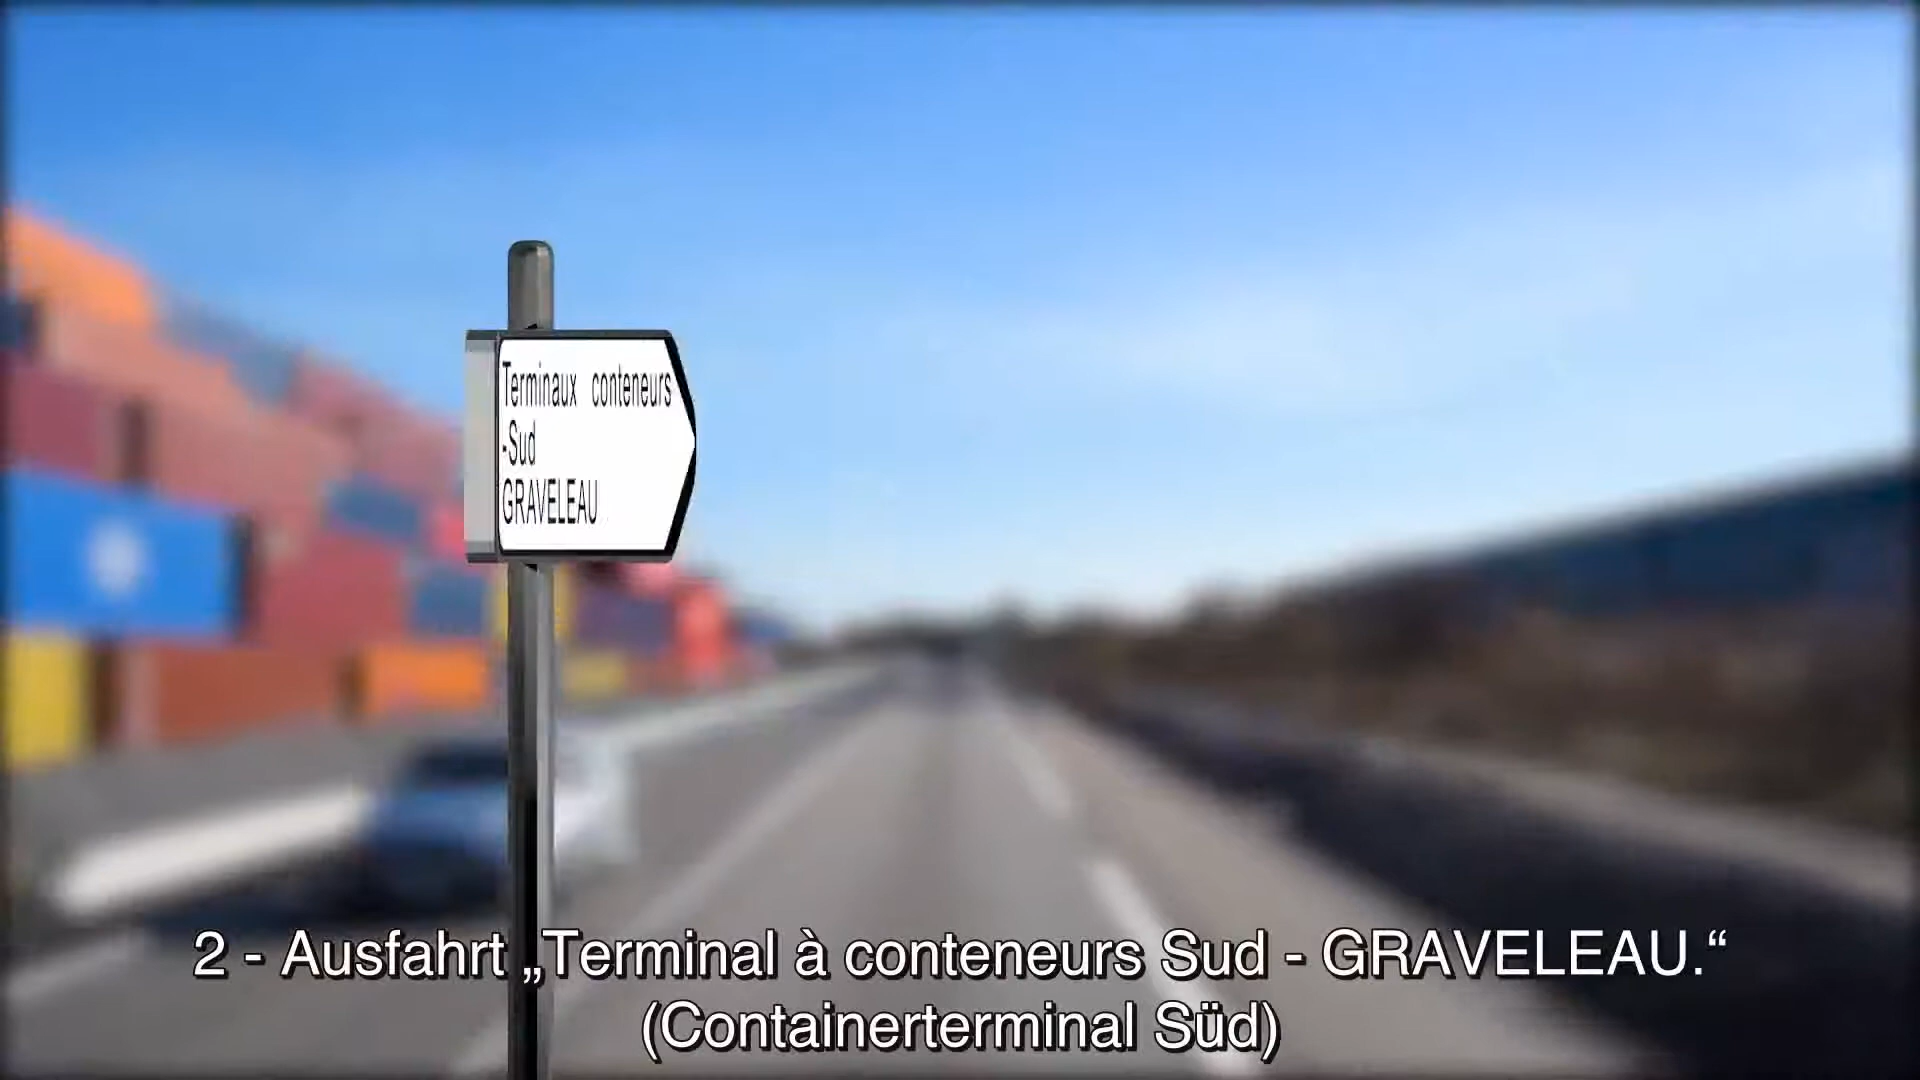 Terminaux conteneurs
-Sud
GRAVELEAU
2 - Ausfahrt „Terminal à conteneurs Sud - GRAVELEAU.“
(Containerterminal Süd)